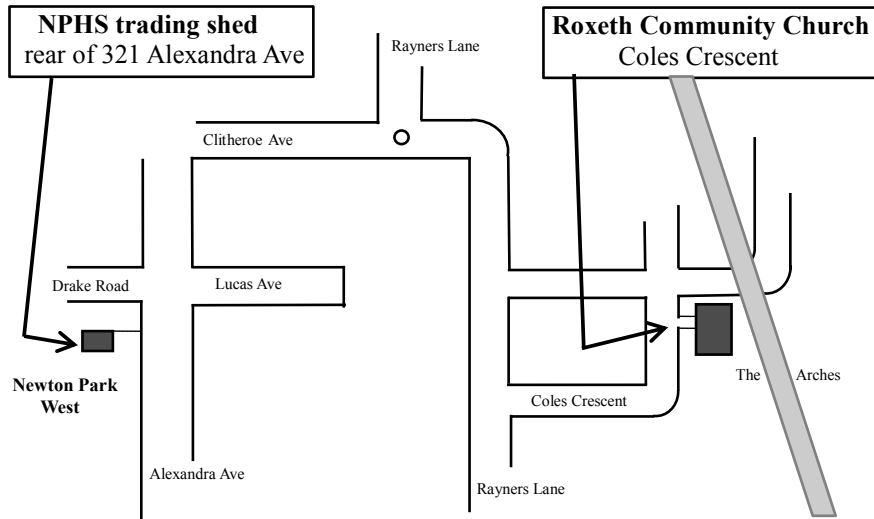 NPHS trading shed
rear of 321 Alexandra Ave
Roxeth Community Church
Coles Crescent
Rayners Lane
Clitheroe Ave
Drake Road
Lucas Ave
Newton Park
West
The Arches
Coles Crescent
Alexandra Ave
Rayners Lane